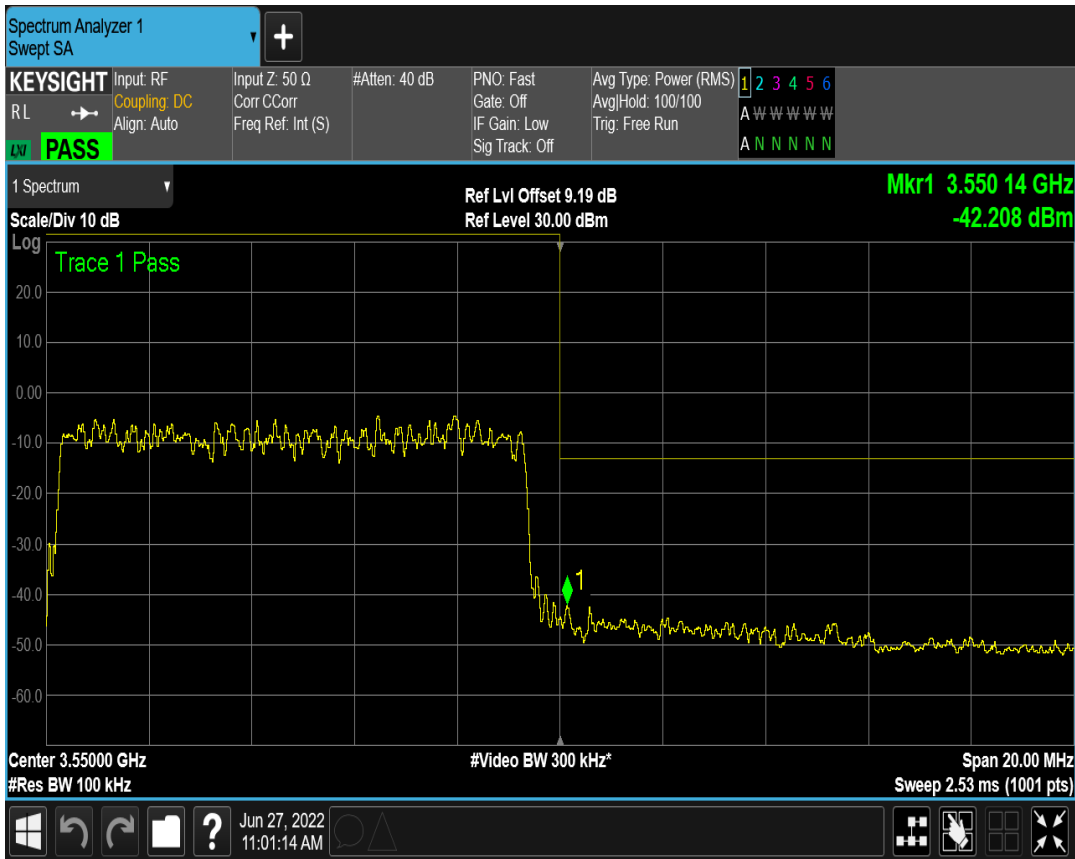 Spectrum Analyzer 1
Swept SA
+
KEYSIGHT Input: RF Input Z: 50 Ω #Atten: 40 dB PNO: Fast Avg Type: Power (RMS) 1 2 3 4 5 6
RL Coupling: DC Corr CCorr Gate: Off Avg|Hold: 100/100 A W W W W W
Align: Auto Freq Ref: Int (S) IF Gain: Low Trig: Free Run
LXI PASS Sig Track: Off A N N N N N
1 Spectrum Ref Lvl Offset 9.19 dB Mkr1 3.550 14 GHz
Scale/Div 10 dB Ref Level 30.00 dBm -42.208 dBm
Log
Trace 1 Pass
20.0
10.0
0.00
-10.0
-20.0
-30.0
1
-40.0
-50.0
-60.0
Center 3.55000 GHz #Video BW 300 kHz* Span 20.00 MHz
#Res BW 100 kHz Sweep 2.53 ms (1001 pts)
? Jun 27, 2022
11:01:14 AM